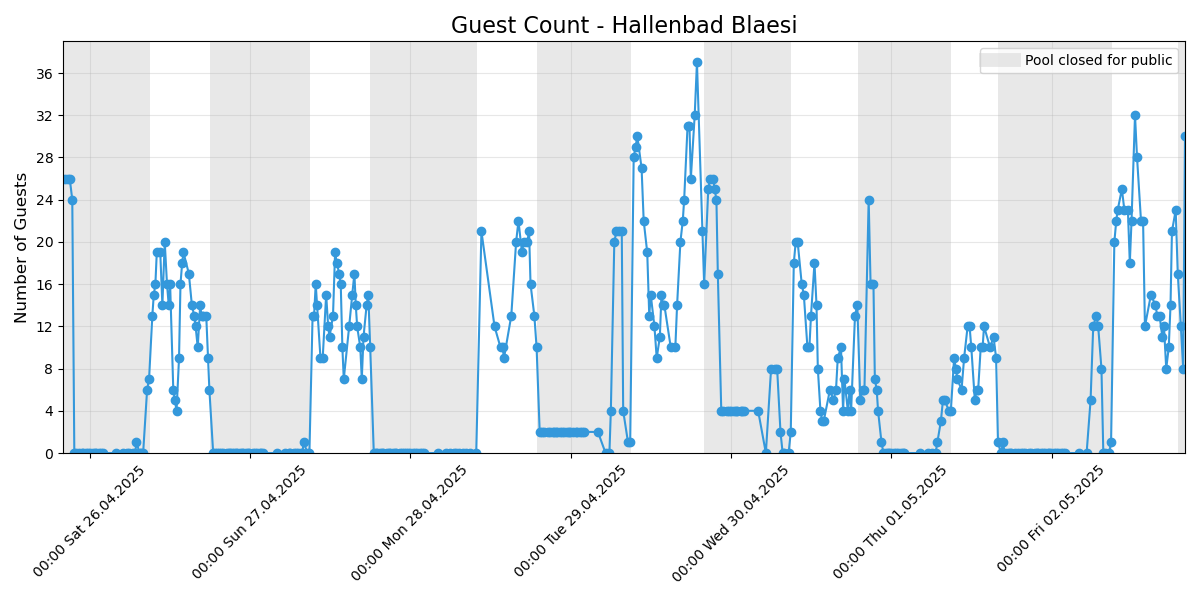 Guest Count - Hallenbad Blaesi
Pool closed for public
Number of Guests
36
32
28
24
20
16
12
8
4
0
00:00 Sat 26.04.2025
00:00 Sun 27.04.2025
00:00 Mon 28.04.2025
00:00 Tue 29.04.2025
00:00 Wed 30.04.2025
00:00 Thu 01.05.2025
00:00 Fri 02.05.2025